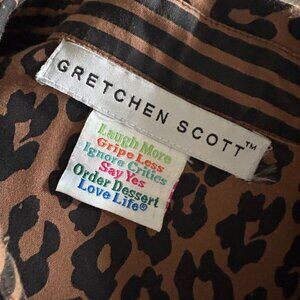 GRETCHEN SCOTT™
Laugh More
Gripe Less
Ignore Critics
Say Yes
Order Dessert
Love Life®